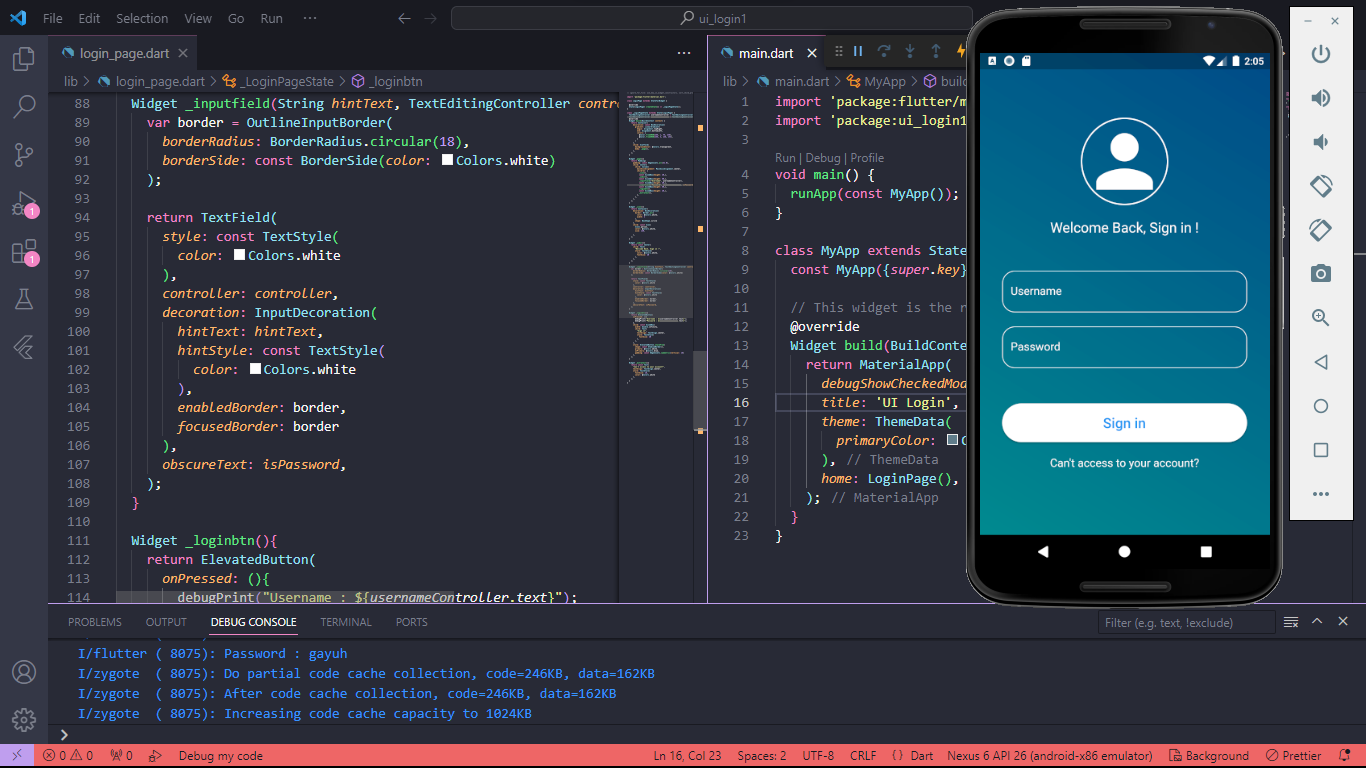 File Edit Selection View Go Run ··· ui_login1
login_page.dart
lib > login_page.dart > _LoginPageState > _loginbtn
88 Widget _inputfield(String hintText, TextEditingController contro
89 var border = OutlineInputBorder(
90 borderRadius: BorderRadius.circular(18),
91 borderSide: const BorderSide(color: Colors.white)
92 );
93
94 return TextField(
95 style: const TextStyle(
96 color: Colors.white
97 ),
98 controller: controller,
99 decoration: InputDecoration(
100 hintText: hintText,
101 hintStyle: const TextStyle(
102 color: Colors.white
103 ),
104 enabledBorder: border,
105 focusedBorder: border
106 ),
107 obscureText: isPassword,
108 );
109 }
110
111 Widget _loginbtn(){
112 return ElevatedButton(
113 onPressed: (){
114 debugPrint("Username : ${usernameController.text}");
main.dart
lib > main.dart > MyApp > build
1 import 'package:flutter/m
2 import 'package:ui_login1
3
Run | Debug | Profile
4 void main() {
5 runApp(const MyApp());
6 }
7
8 class MyApp extends State
9 const MyApp({super.key}
10
11 // This widget is the r
12 @override
13 Widget build(BuildConte
14 return MaterialApp(
15 debugShowCheckedMod
16 title: 'UI Login',
17 theme: ThemeData(
18 primaryColor: C
19 ), // ThemeData
20 home: LoginPage(),
21 ); // MaterialApp
22 }
23 }
2:05
Welcome Back, Sign in !
Username
Password
Sign in
Can't access to your account?
1
1
PROBLEMS OUTPUT DEBUG CONSOLE TERMINAL PORTS Filter (e.g. text, !exclude)
I/flutter ( 8075): Password : gayuh
I/zygote  ( 8075): Do partial code cache collection, code=246KB, data=162KB
I/zygote  ( 8075): After code cache collection, code=246KB, data=162KB
I/zygote  ( 8075): Increasing code cache capacity to 1024KB
0 0 0 Debug my code Ln 16, Col 23 Spaces: 2 UTF-8 CRLF { } Dart Nexus 6 API 26 (android-x86 emulator) Background Prettier